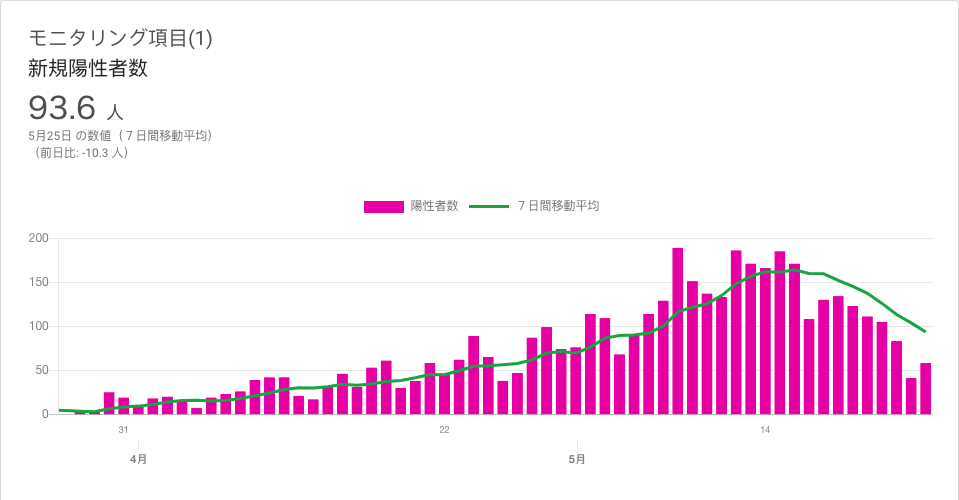 モニタリング項目(1)
新規陽性者数
93.6 人
5月25日 の数値（７日間移動平均）
（前日比: -10.3 人）
陽性者数 ７日間移動平均
200
150
100
50
0
31 22 14
4月 5月